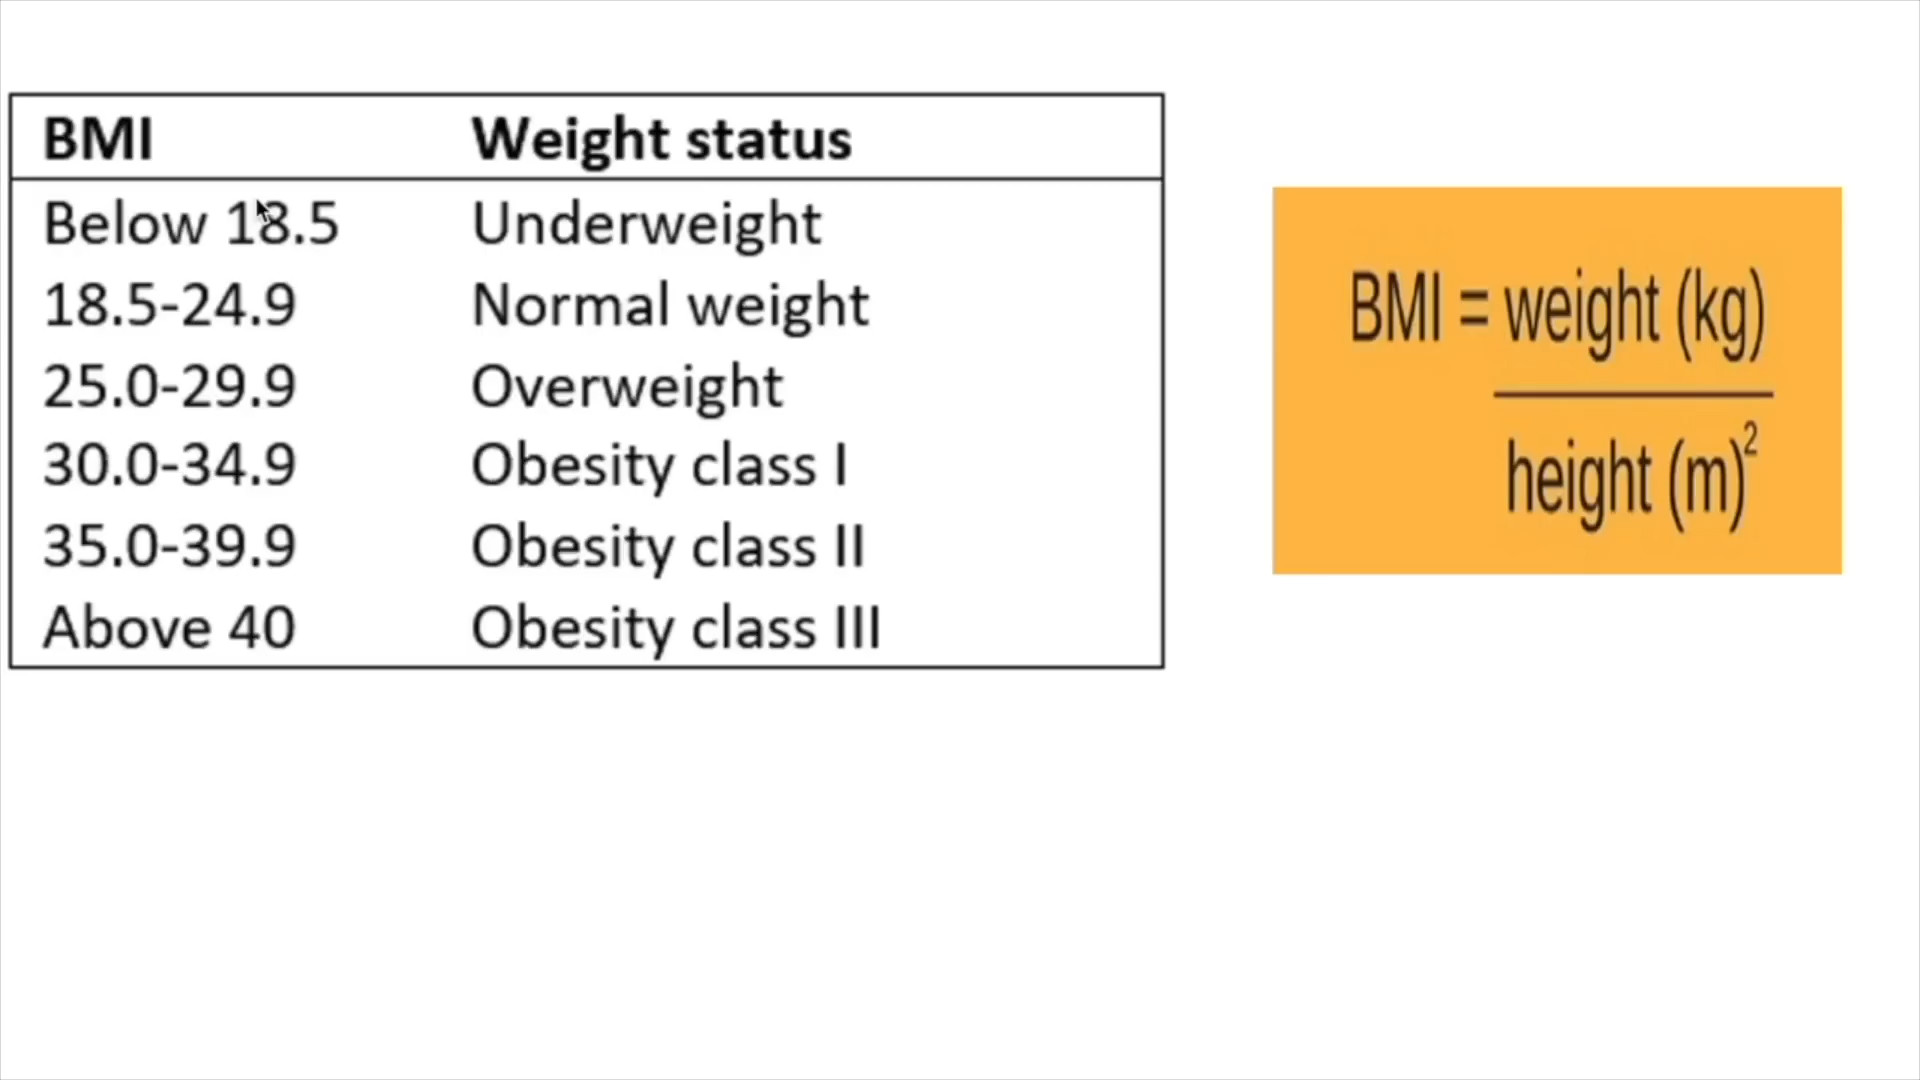 BMI Weight status
Below 18.5 Underweight
18.5-24.9 Normal weight
25.0-29.9 Overweight
30.0-34.9 Obesity class I
35.0-39.9 Obesity class II
Above 40 Obesity class III
BMI = weight (kg)
height (m)²